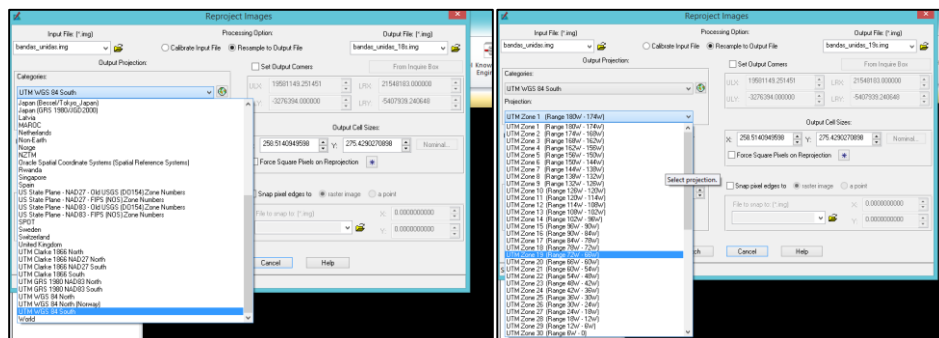 Reproject Images
Input File: (*.img)
Processing Option:
Output File: (*.img)
bandas_unidas.img
Calibrate Input File
Resample to Output File
bandas_unidas_18s.img
Output Projection:
Set Output Corners
From Inquire Box
Categories:
ULX: 19581149.251451
LRX: 21548183.000000
UTM WGS 84 South
ULY: -3276394.000000
LRY: -5407939.240648
Japan (Bessel/Tokyo_Japan)
Japan (GRS 1980/JGD2000)
Latvia
MAROC
Netherlands
Non-Earth
Norge
NZTM
Oracle Spatial Coordinate Systems (Spatial Reference Systems)
Rwanda
Singapore
Spain
US State Plane - NAD27 - Old USGS (DO154) Zone Numbers
US State Plane - NAD27 - FIPS (NOS) Zone Numbers
US State Plane - NAD83 - Old USGS (DO154) Zone Numbers
US State Plane - NAD83 - FIPS (NOS) Zone Numbers
SPOT
Sweden
Switzerland
United Kingdom
UTM Clarke 1866 North
UTM Clarke 1866 NAD27 North
UTM Clarke 1866 NAD27 South
UTM Clarke 1866 South
UTM GRS 1980 NAD83 North
UTM GRS 1980 NAD83 South
UTM WGS 84 North
UTM WGS 84 North (Norway)
UTM WGS 84 South
World
Output Cell Sizes:
X: 258.5140949598
Y: 275.4290270898
Nominal...
Force Square Pixels on Reprojection
Snap pixel edges to
raster image
a point
File to snap to: (*.img)
X: 0.0000000000
Y: 0.0000000000
Cancel
Help
Know
Engin
Reproject Images
Input File: (*.img)
Processing Option:
Output File: (*.img)
bandas_unidas.img
Calibrate Input File
Resample to Output File
bandas_unidas_19s.img
Output Projection:
Set Output Corners
From Inquire Box
Categories:
ULX: 19581149.251451
LRX: 21548183.000000
UTM WGS 84 South
ULY: -3276394.000000
LRY: -5407939.240648
Projection:
UTM Zone 1 (Range 180W - 174W)
UTM Zone 1 (Range 180W - 174W)
UTM Zone 2 (Range 174W - 168W)
UTM Zone 3 (Range 168W - 162W)
UTM Zone 4 (Range 162W - 156W)
UTM Zone 5 (Range 156W - 150W)
UTM Zone 6 (Range 150W - 144W)
UTM Zone 7 (Range 144W - 138W)
UTM Zone 8 (Range 138W - 132W)
UTM Zone 9 (Range 132W - 126W)
UTM Zone 10 (Range 126W - 120W)
UTM Zone 11 (Range 120W - 114W)
UTM Zone 12 (Range 114W - 108W)
UTM Zone 13 (Range 108W - 102W)
UTM Zone 14 (Range 102W - 96W)
UTM Zone 15 (Range 96W - 90W)
UTM Zone 16 (Range 90W - 84W)
UTM Zone 17 (Range 84W - 78W)
UTM Zone 18 (Range 78W - 72W)
UTM Zone 19 (Range 72W - 66W)
UTM Zone 20 (Range 66W - 60W)
UTM Zone 21 (Range 60W - 54W)
UTM Zone 22 (Range 54W - 48W)
UTM Zone 23 (Range 48W - 42W)
UTM Zone 24 (Range 42W - 36W)
UTM Zone 25 (Range 36W - 30W)
UTM Zone 26 (Range 30W - 24W)
UTM Zone 27 (Range 24W - 18W)
UTM Zone 28 (Range 18W - 12W)
UTM Zone 29 (Range 12W - 6W)
UTM Zone 30 (Range 6W - 0)
Output Cell Sizes:
X: 258.5140949598
Y: 275.4290270898
Nominal...
Force Square Pixels on Reprojection
Select projection.
Snap pixel edges to
raster image
a point
File to snap to: (*.img)
X: 0.0000000000
Y: 0.0000000000
ch
Cancel
Help